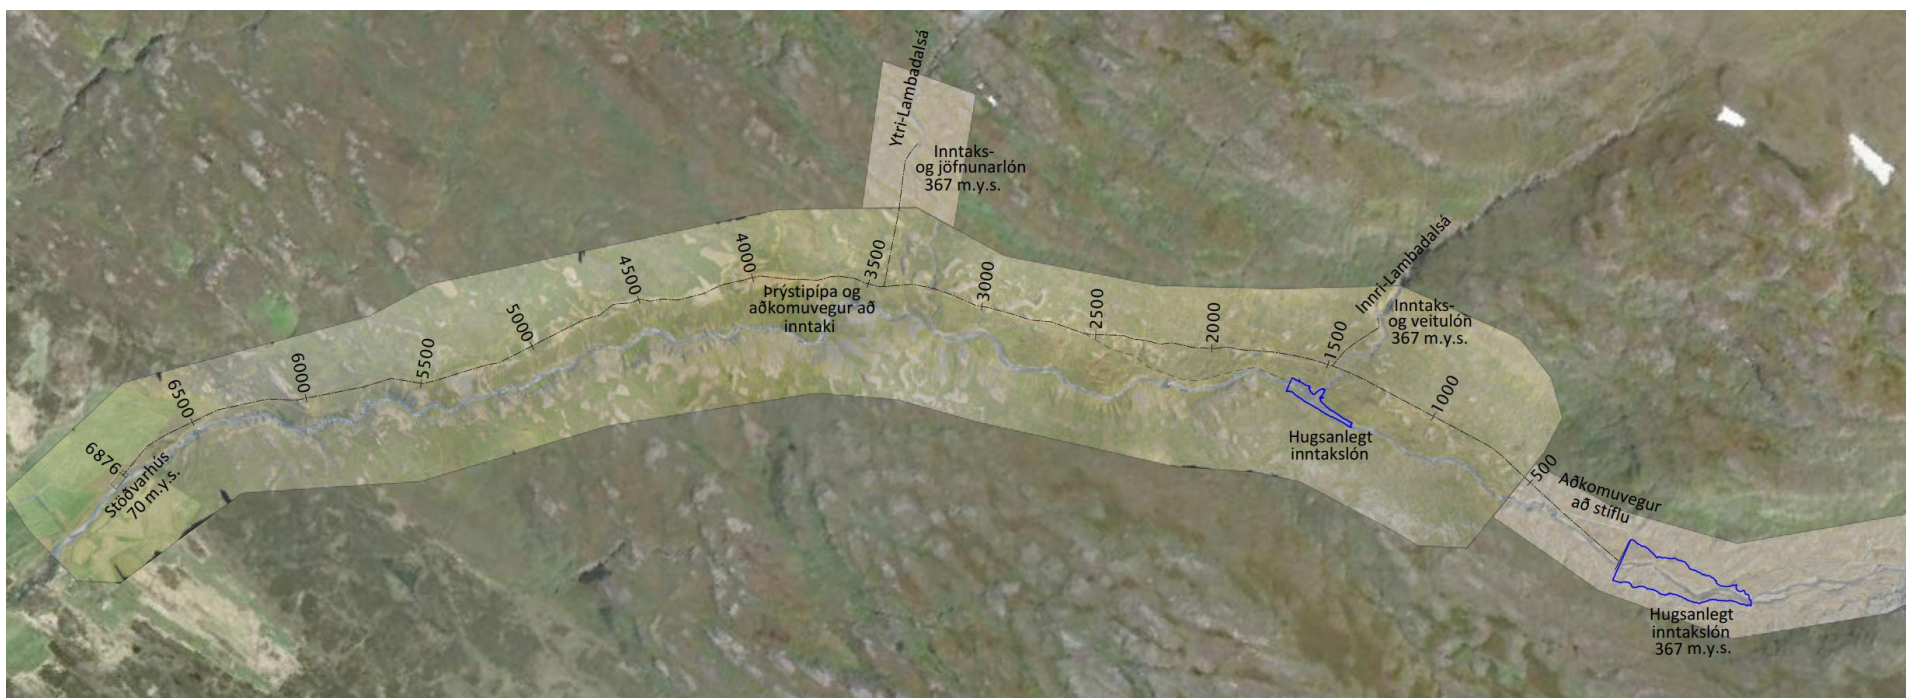 Ytri-Lambadalsá
Inntaks-
og jöfnunarlón
367 m.y.s.
Innri-Lambadalsá
Inntaks-
og veitulón
367 m.y.s.
Þrýstipípa og
aðkomuvegur að
inntaki
6876
6500
6000
5500
5000
4500
4000
3500
3000
2500
2000
1500
1000
500
Stöðvarhús
70 m.y.s.
Hugsanlegt
inntakslón
Aðkomuvegur
að stíflu
Hugsanlegt
inntakslón
367 m.y.s.